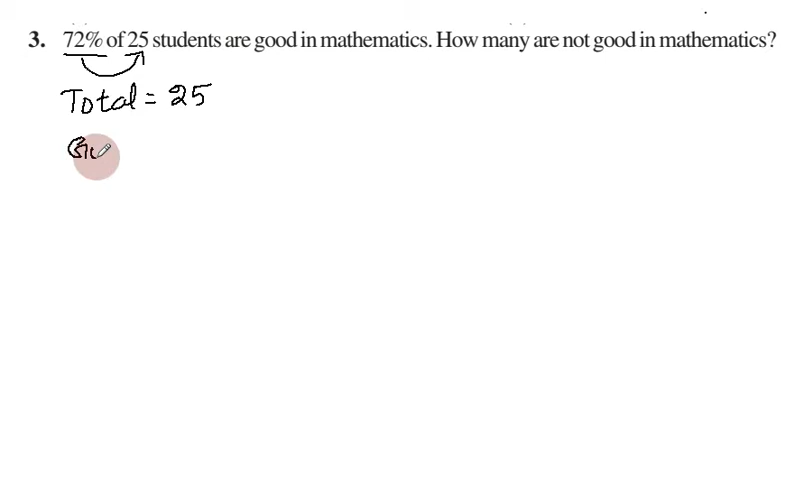 3. 72% of 25 students are good in mathematics. How many are not good in mathematics?
Total = 25